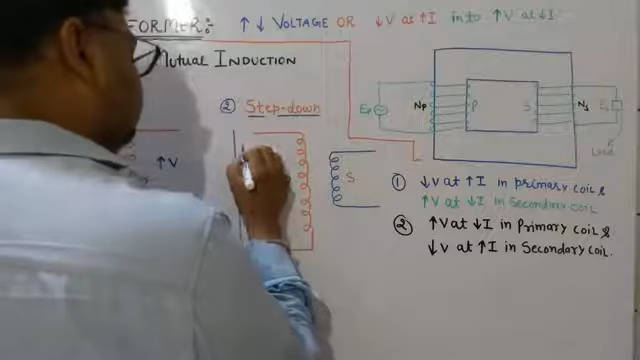 FORMER:- ↑↓ VOLTAGE OR ↓V at ↑I into ↑V at ↓I
Mutual INDUCTION
② Step-down
↑V
S
Ep Np P S Ns Es
Load
① ↓V at ↑I in primary coil &
↑V at ↓I in Secondary coil
② ↑V at ↓I in Primary coil &
↓V at ↑I in Secondary coil.